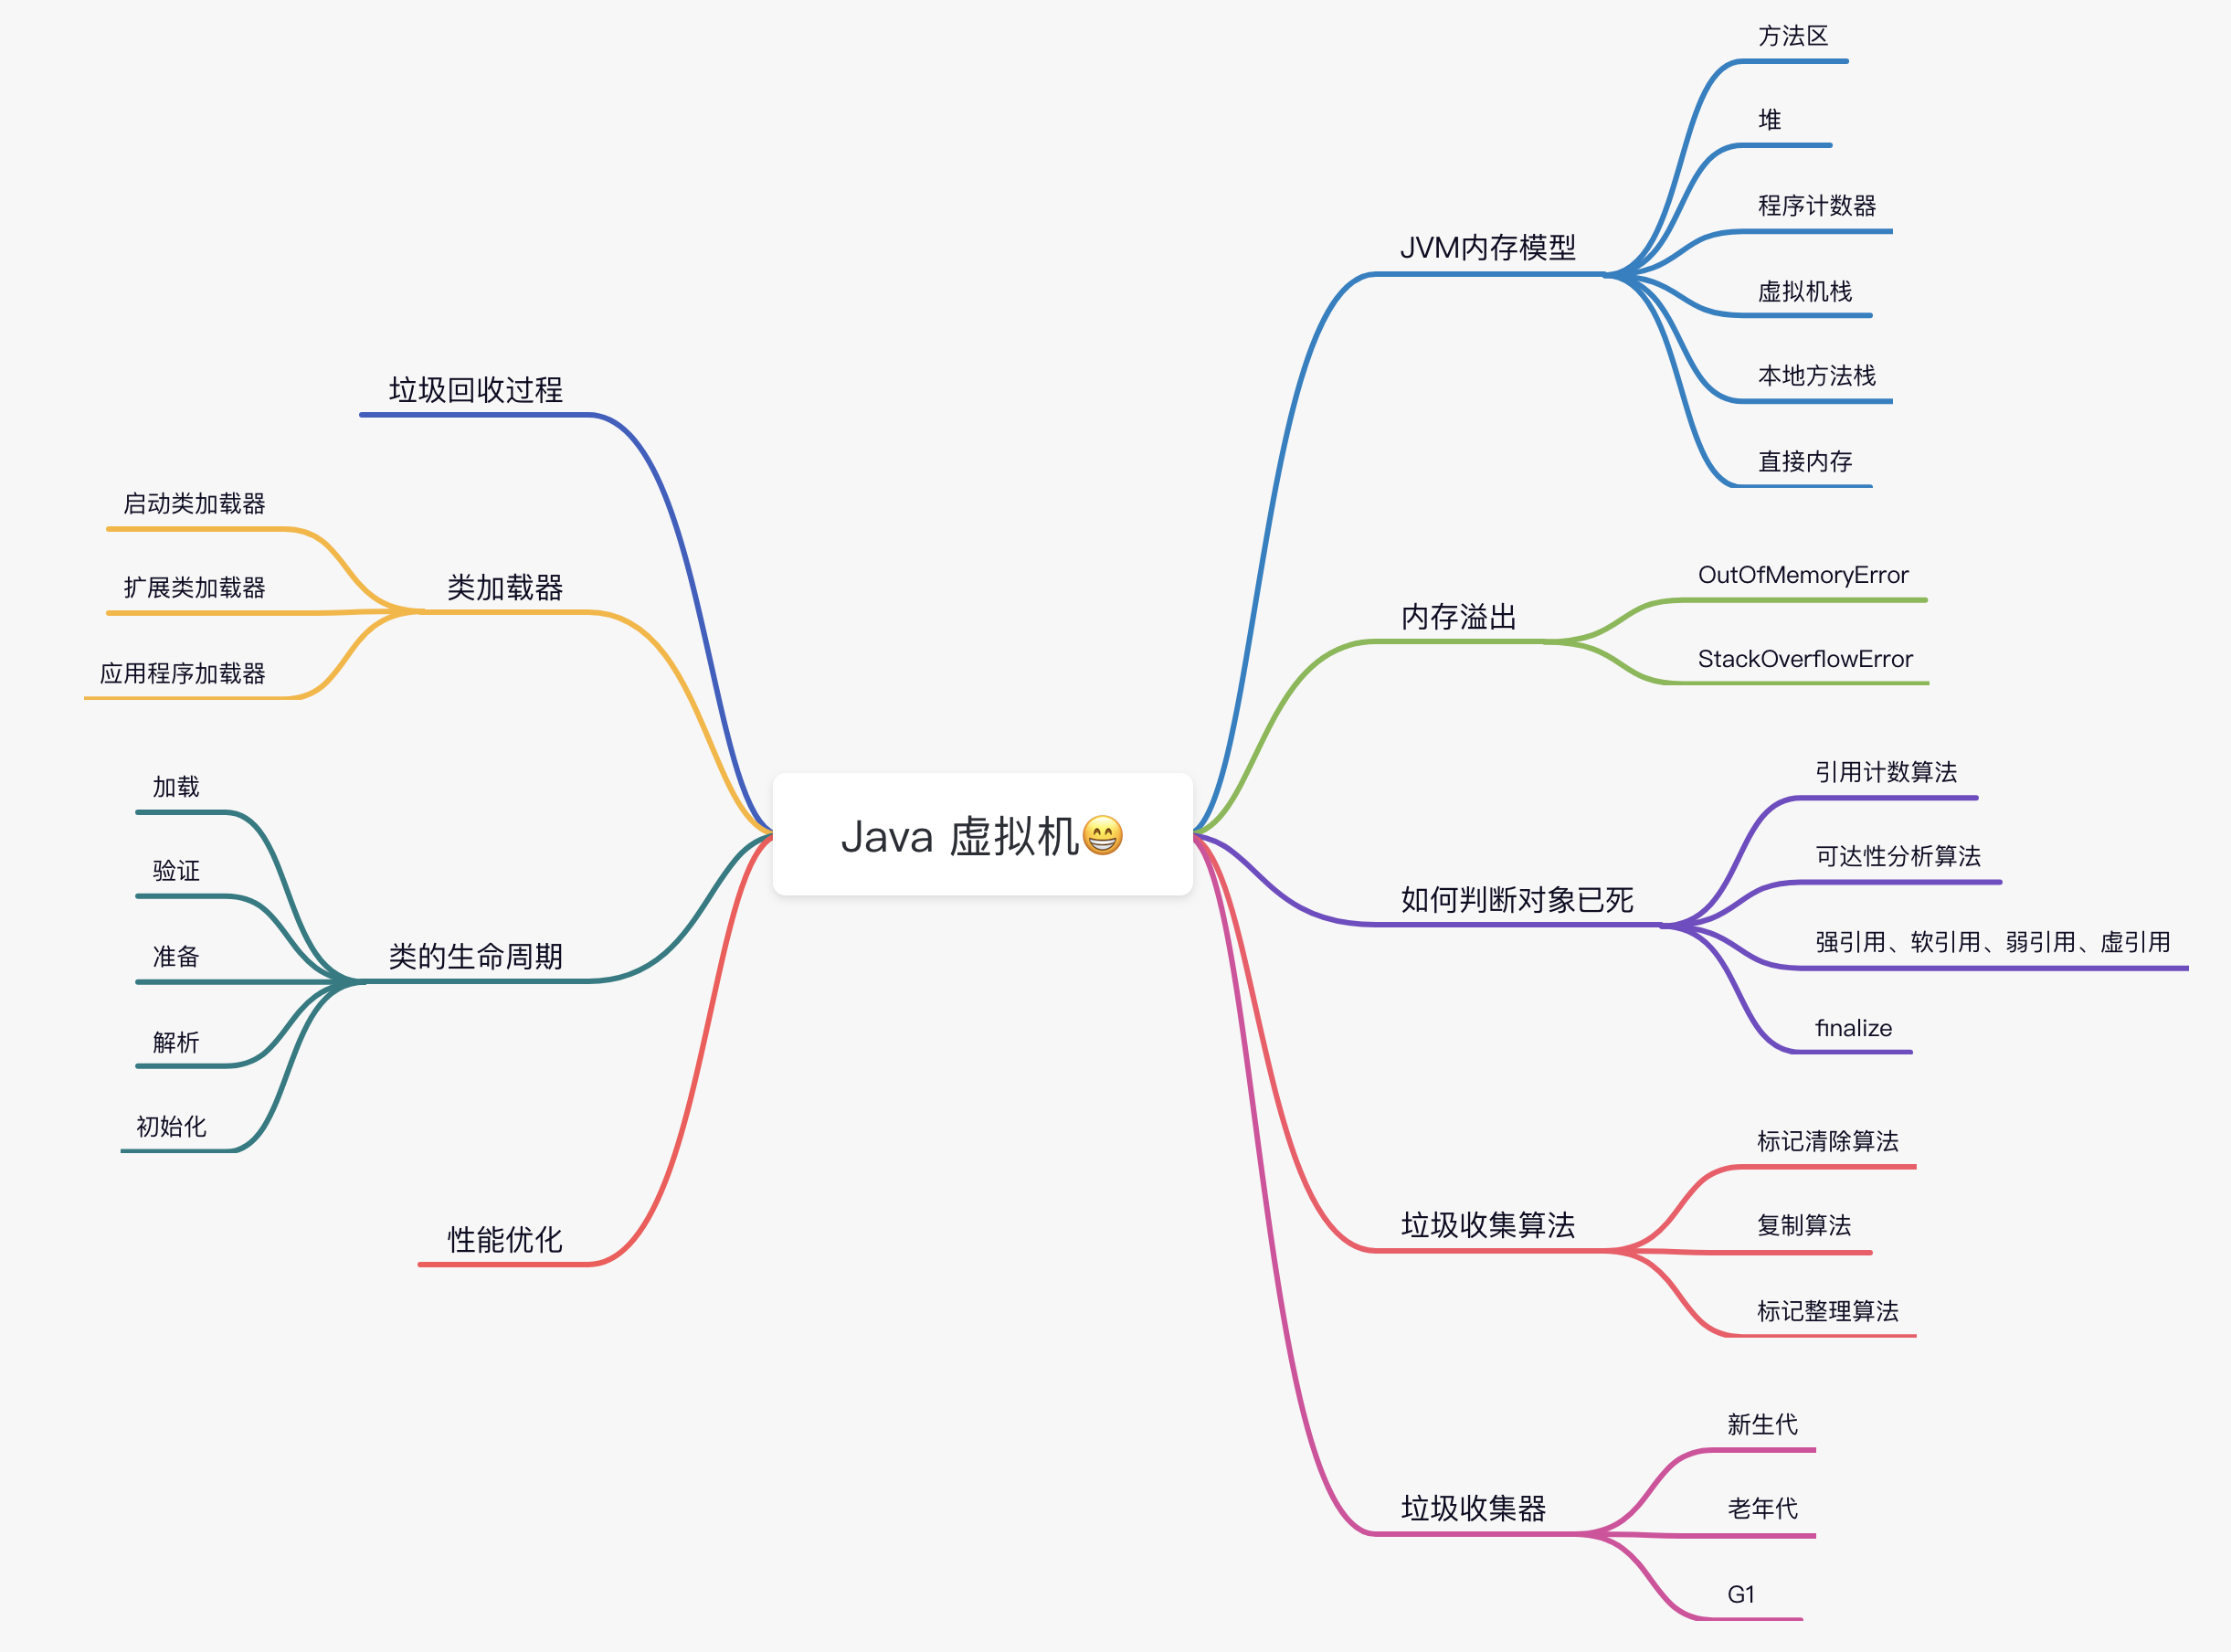 Java 虚拟机😁
JVM内存模型
方法区
堆
程序计数器
虚拟机栈
本地方法栈
直接内存
内存溢出
OutOfMemoryError
StackOverflowError
如何判断对象已死
引用计数算法
可达性分析算法
强引用、软引用、弱引用、虚引用
finalize
垃圾收集算法
标记清除算法
复制算法
标记整理算法
垃圾收集器
新生代
老年代
G1
垃圾回收过程
类加载器
启动类加载器
扩展类加载器
应用程序加载器
类的生命周期
加载
验证
准备
解析
初始化
性能优化